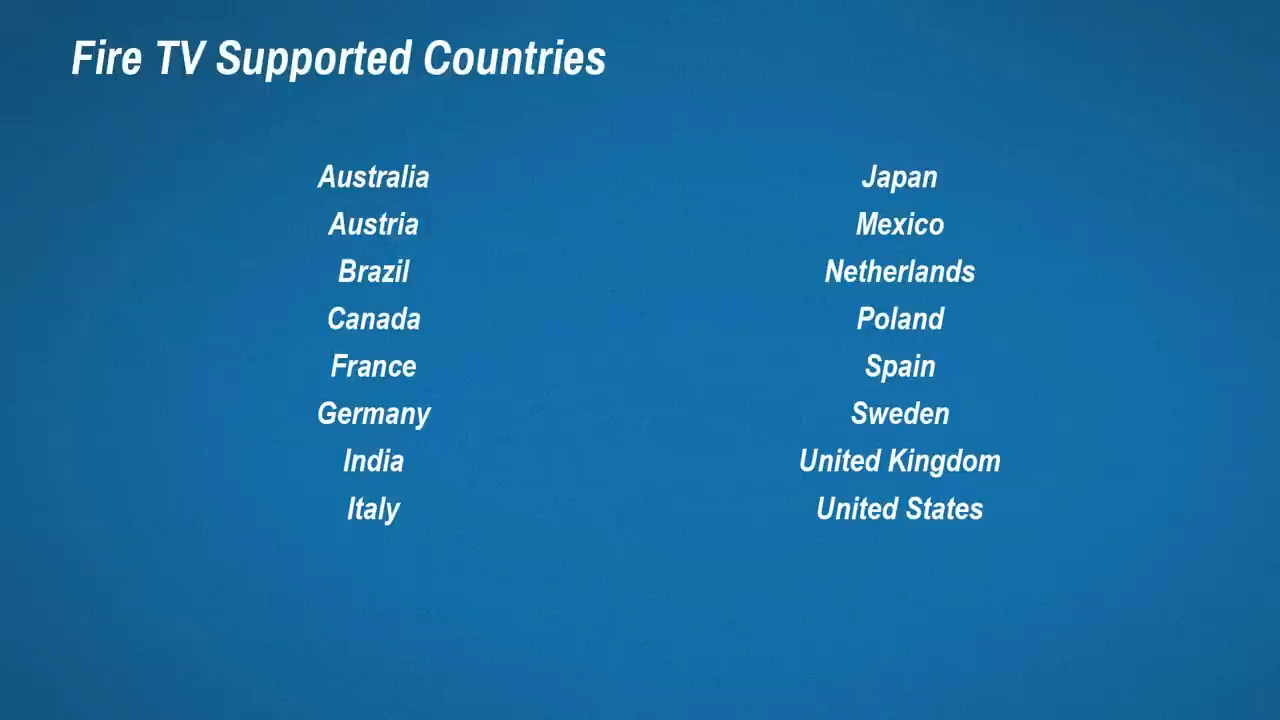 Fire TV Supported Countries
Australia
Austria
Brazil
Canada
France
Germany
India
Italy
Japan
Mexico
Netherlands
Poland
Spain
Sweden
United Kingdom
United States